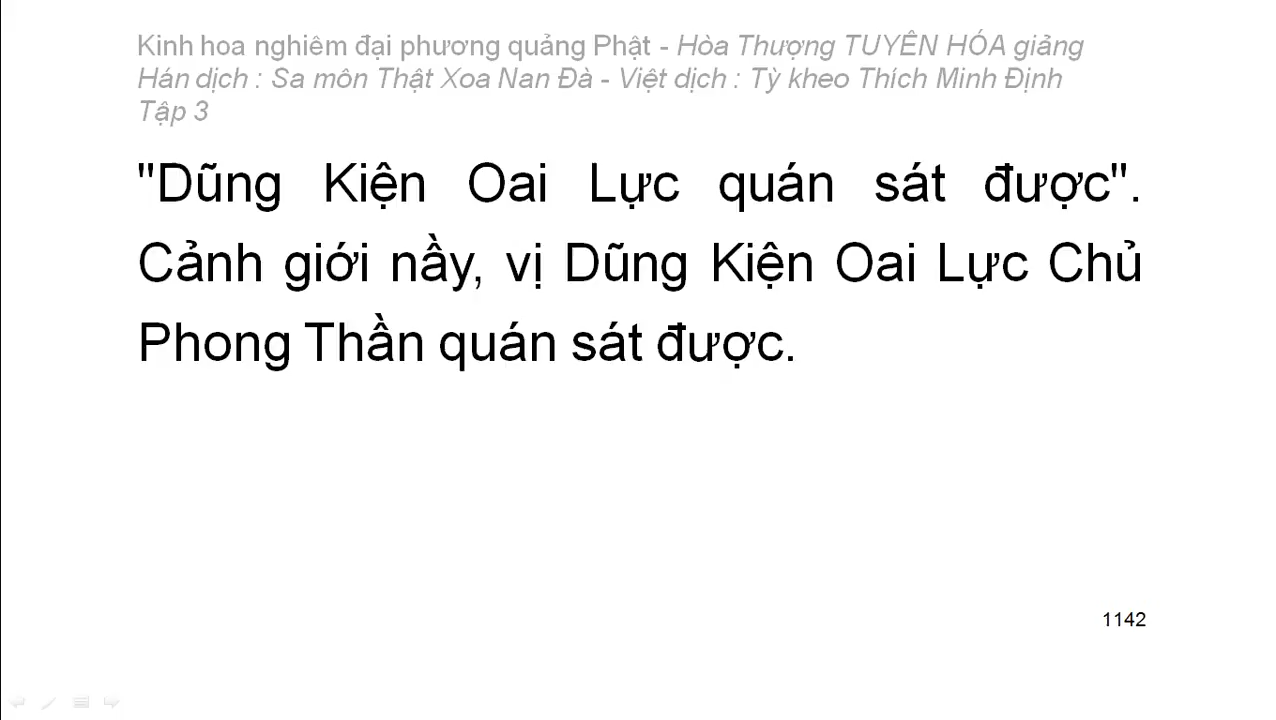 Kinh hoa nghiêm đại phương quảng Phật - Hòa Thượng TUYÊN HÓA giảng
Hán dịch : Sa môn Thật Xoa Nan Đà - Việt dịch : Tỳ kheo Thích Minh Định
Tập 3
"Dũng Kiện Oai Lực quán sát được".
Cảnh giới nầy, vị Dũng Kiện Oai Lực Chủ
Phong Thần quán sát được.
1142